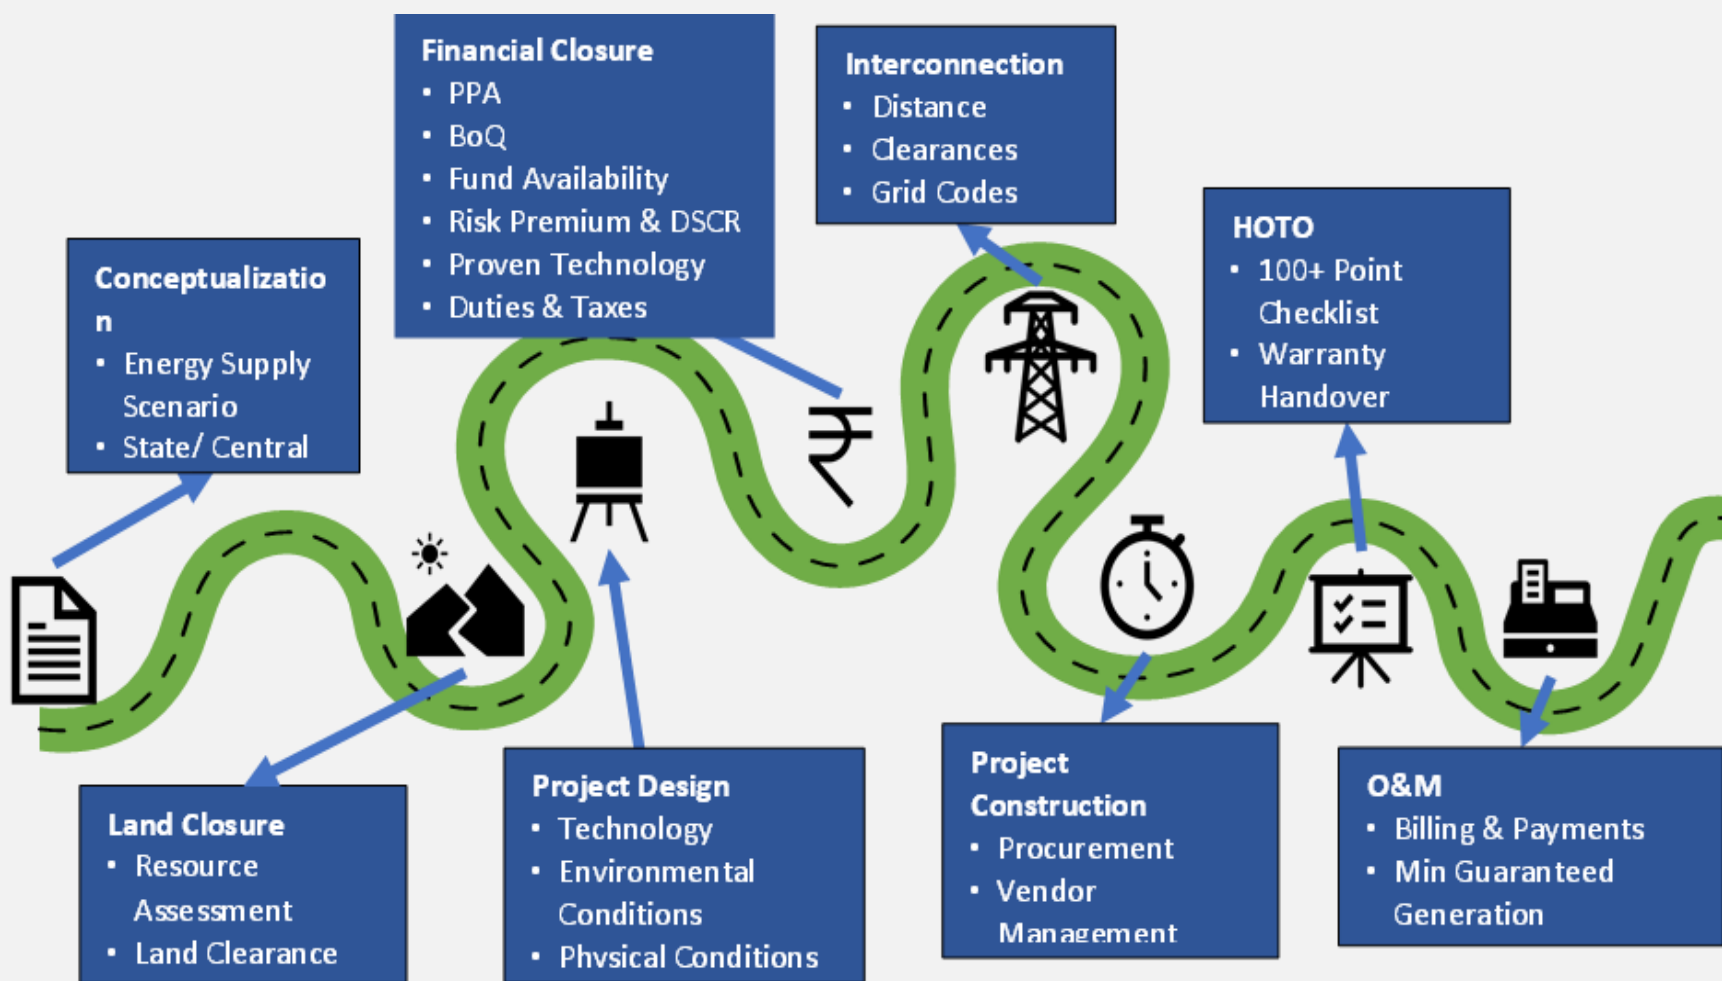 Conceptualizatio
n
• Energy Supply
Scenario
• State/ Central
Land Closure
• Resource
Assessment
• Land Clearance
Project Design
• Technology
• Environmental
Conditions
• Physical Conditions
Financial Closure
• PPA
• BoQ
• Fund Availability
• Risk Premium & DSCR
• Proven Technology
• Duties & Taxes
Interconnection
• Distance
• Clearances
• Grid Codes
Project
Construction
• Procurement
• Vendor
Management
HOTO
• 100+ Point
Checklist
• Warranty
Handover
O&M
• Billing & Payments
• Min Guaranteed
Generation
₹